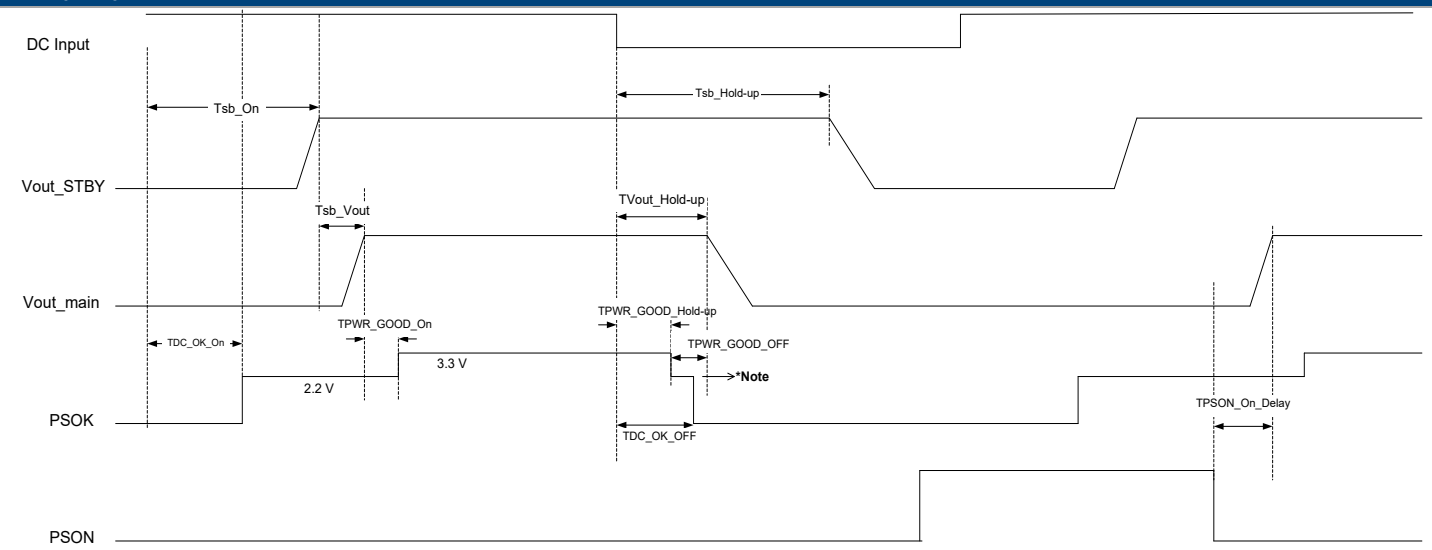 DC Input
Tsb_On
Tsb_Hold-up
Vout_STBY
Tsb_Vout
TVout_Hold-up
Vout_main
TPWR_GOOD_On
TPWR_GOOD_Hold-up
TDC_OK_On
TPWR_GOOD_OFF
3.3 V
*Note
2.2 V
TPSON_On_Delay
PSOK
TDC_OK_OFF
PSON